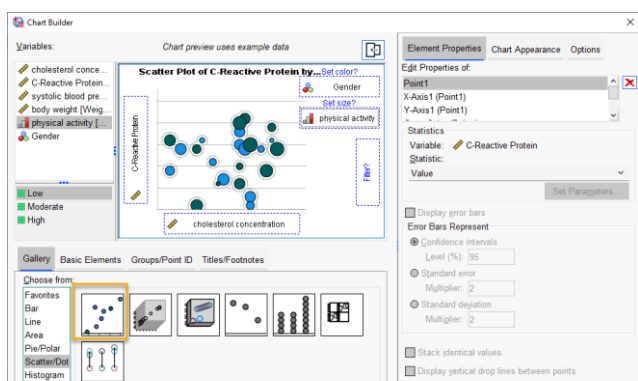 Chart Builder
Variables:
Chart preview uses example data
cholesterol conce...
C-Reactive Protein...
systolic blood pre...
body weight [Weig...
physical activity [...
Gender
Low
Moderate
High
Scatter Plot of C-Reactive Protein by...
Set color?
Gender
Set size?
physical activity
C-Reactive Protein
Filter?
cholesterol concentration
Gallery
Basic Elements
Groups/Point ID
Titles/Footnotes
Choose from:
Favorites
Bar
Line
Area
Pie/Polar
Scatter/Dot
Histogram
Element Properties
Chart Appearance
Options
Edit Properties of:
Point1
X-Axis1 (Point1)
Y-Axis1 (Point1)
Statistics
Variable: C-Reactive Protein
Statistic:
Value
Set Parameters...
Display error bars
Error Bars Represent
Confidence intervals
Level (%): 95
Standard error
Multiplier: 2
Standard deviation
Multiplier: 2
Stack identical values
Display vertical drop lines between points